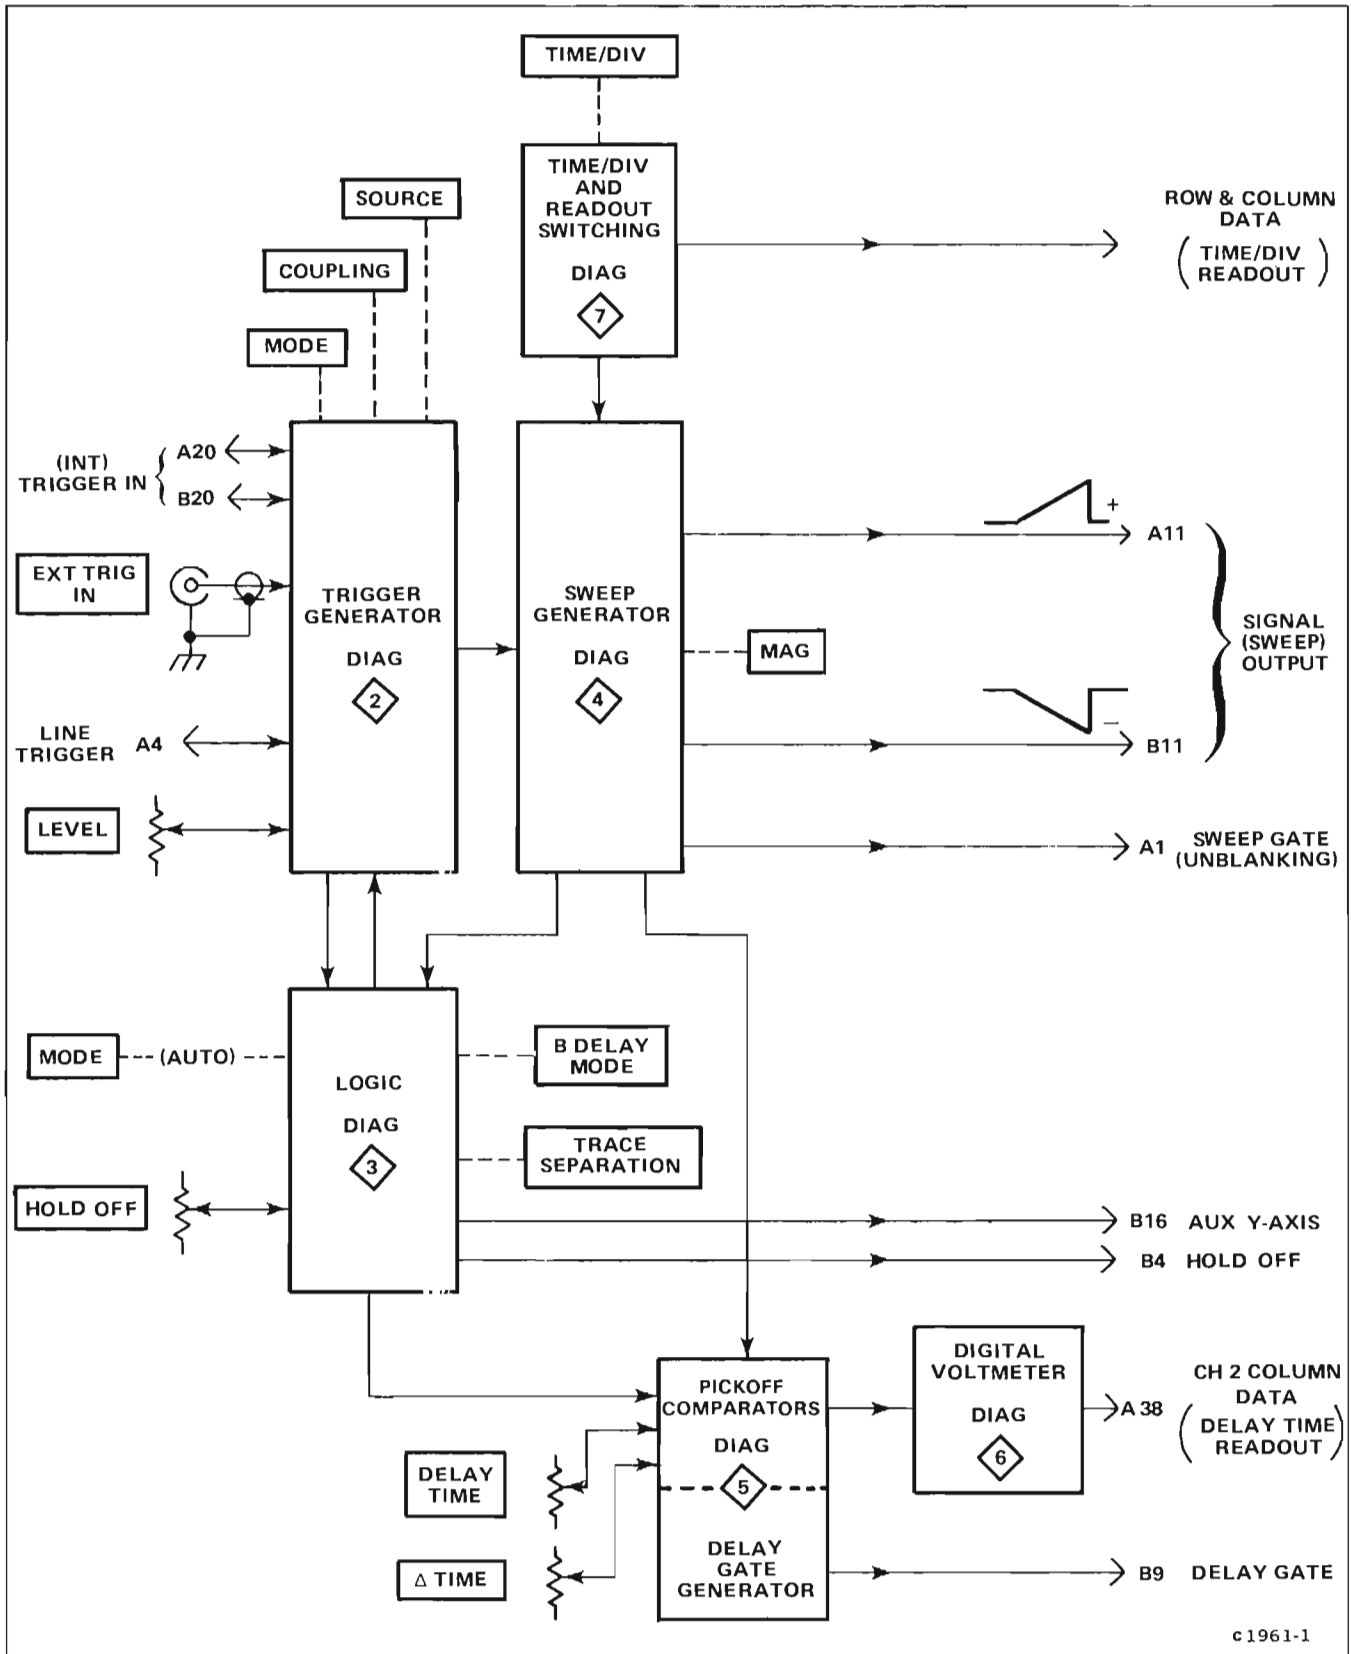 TIME/DIV
TIME/DIV
AND
READOUT
SWITCHING
DIAG
7
ROW & COLUMN
DATA
(TIME/DIV
READOUT)
SOURCE
COUPLING
MODE
(INT)
TRIGGER IN
A20
B20
EXT TRIG
IN
LINE
TRIGGER
A4
LEVEL
TRIGGER
GENERATOR
DIAG
2
SWEEP
GENERATOR
DIAG
4
MAG
+
A11
–
B11
SIGNAL
(SWEEP)
OUTPUT
A1
SWEEP GATE
(UNBLANKING)
MODE
(AUTO)
HOLD OFF
LOGIC
DIAG
3
B DELAY
MODE
TRACE
SEPARATION
B16 AUX Y-AXIS
B4 HOLD OFF
PICKOFF
COMPARATORS
DIAG
5
DELAY
GATE
GENERATOR
DIGITAL
VOLTMETER
DIAG
6
A 38
CH 2 COLUMN
DATA
(DELAY TIME
READOUT)
DELAY
TIME
Δ TIME
B9 DELAY GATE
c1961-1